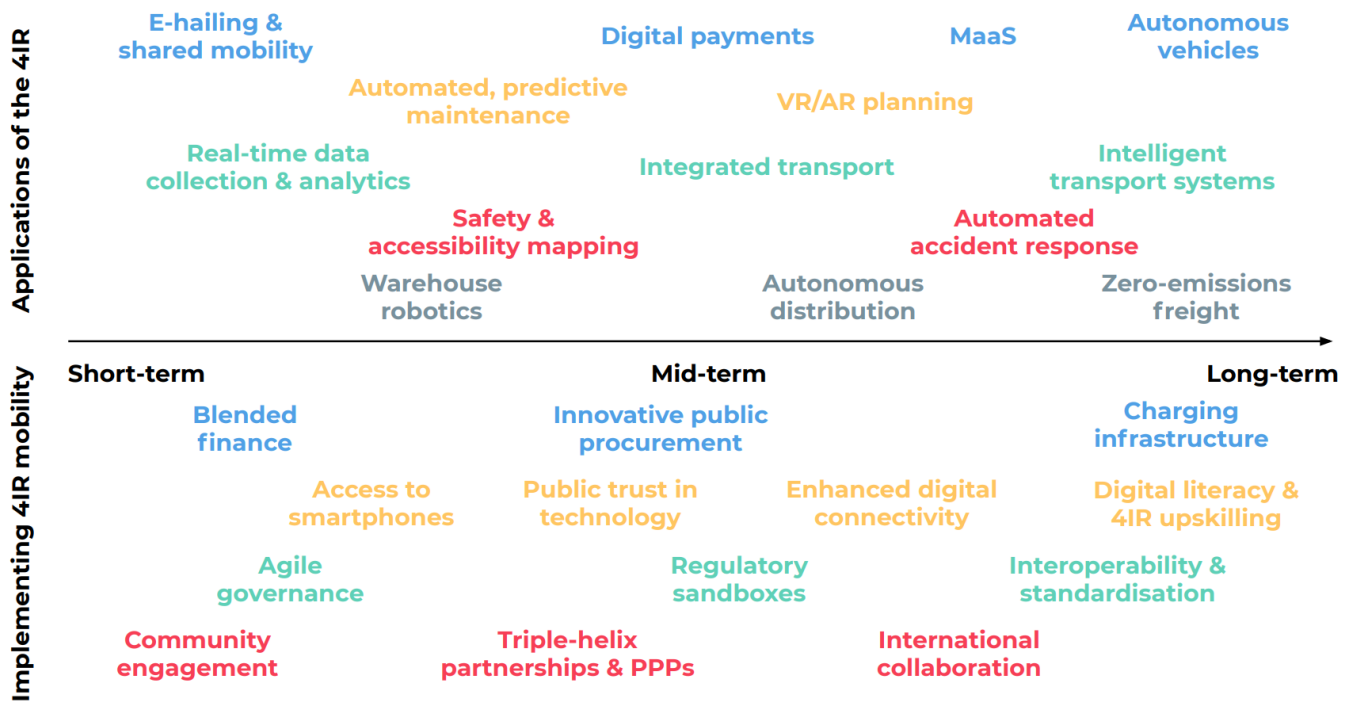 Applications of the 4IR
E-hailing &
shared mobility
Digital payments
MaaS
Autonomous
vehicles
Automated, predictive
maintenance
VR/AR planning
Real-time data
collection & analytics
Integrated transport
Intelligent
transport systems
Safety &
accessibility mapping
Automated
accident response
Warehouse
robotics
Autonomous
distribution
Zero-emissions
freight
Short-term
Mid-term
Long-term
Implementing 4IR mobility
Blended
finance
Innovative public
procurement
Charging
infrastructure
Access to
smartphones
Public trust in
technology
Enhanced digital
connectivity
Digital literacy &
4IR upskilling
Agile
governance
Regulatory
sandboxes
Interoperability &
standardisation
Community
engagement
Triple-helix
partnerships & PPPs
International
collaboration